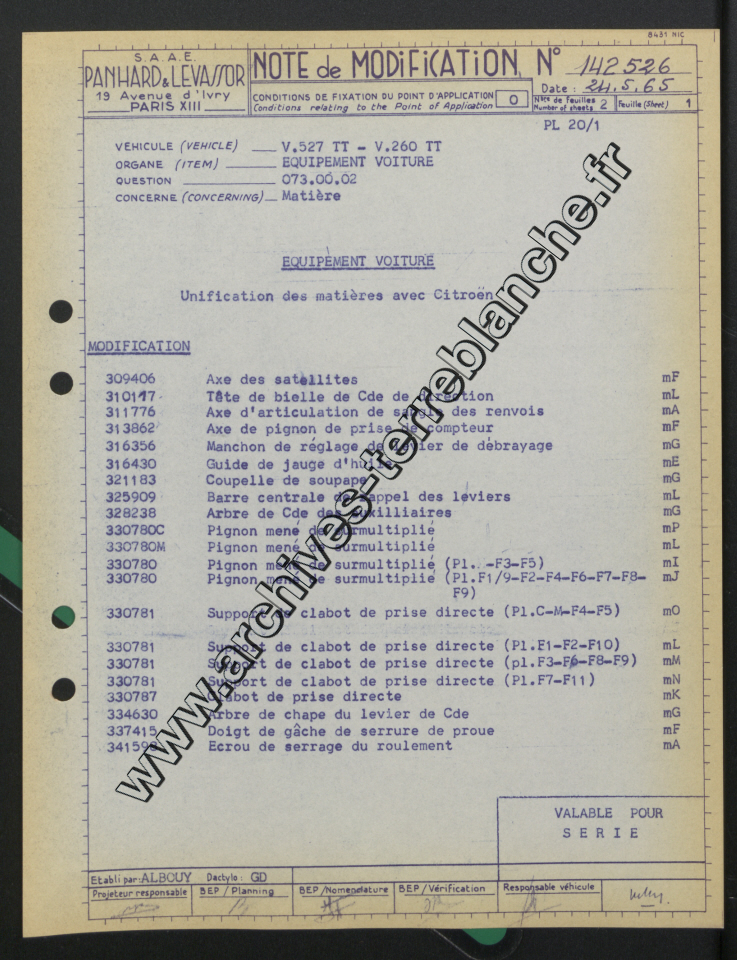 8431 NIC
S.A.A.E.
PANHARD & LEVASSOR
19 Avenue d'Ivry
PARIS XIII
NOTE de MODIFICATION N° 142526
Date : 24.5.65
CONDITIONS DE FIXATION DU POINT D'APPLICATION 0
Conditions relating to the Point of Application
Nbre de feuilles 2
Number of sheets
Feuille (Sheet) 1
PL 20/1
VÉHICULE (VEHICLE) V.527 TT - V.260 TT
ORGANE (ITEM) EQUIPEMENT VOITURE
QUESTION 073.00.02
CONCERNE (CONCERNING) Matière
EQUIPEMENT VOITURE
Unification des matières avec Citroën
MODIFICATION
309406 Axe des satellites mF
310117 Tête de bielle de Cde de direction mL
311776 Axe d'articulation de sangle des renvois mA
313862 Axe de pignon de prise de compteur mF
316356 Manchon de réglage de levier de débrayage mG
316430 Guide de jauge d'huile mE
321183 Coupelle de soupape mG
325909 Barre centrale de rappel des léviers mL
328238 Arbre de Cde des auxilliaires mG
330780C Pignon mené de surmultiplié mP
330780M Pignon mené de surmultiplié mL
330780 Pignon mené de surmultiplié (Pl. -F3-F5) mI
330780 Pignon mené de surmultiplié (Pl.F1/9-F2-F4-F6-F7-F8- mJ
F9)
330781 Support de clabot de prise directe (Pl.C-M-F4-F5) mO
330781 Support de clabot de prise directe (Pl.F1-F2-F10) mL
330781 Support de clabot de prise directe (pl.F3-F6-F8-F9) mM
330781 Support de clabot de prise directe (Pl.F7-F11) mN
330787 Clabot de prise directe mK
334630 Arbre de chape du levier de Cde mG
337415 Doigt de gâche de serrure de proue mF
Ecrou de serrage du roulement mA
www.archives-terreblanche.fr
VALABLE POUR
SERIE
Etabli par: ALBOUY Dactylo: GD
Projeteur responsable
BEP / Planning
BEP / Nomenclature
BEP / Vérification
Responsable véhicule